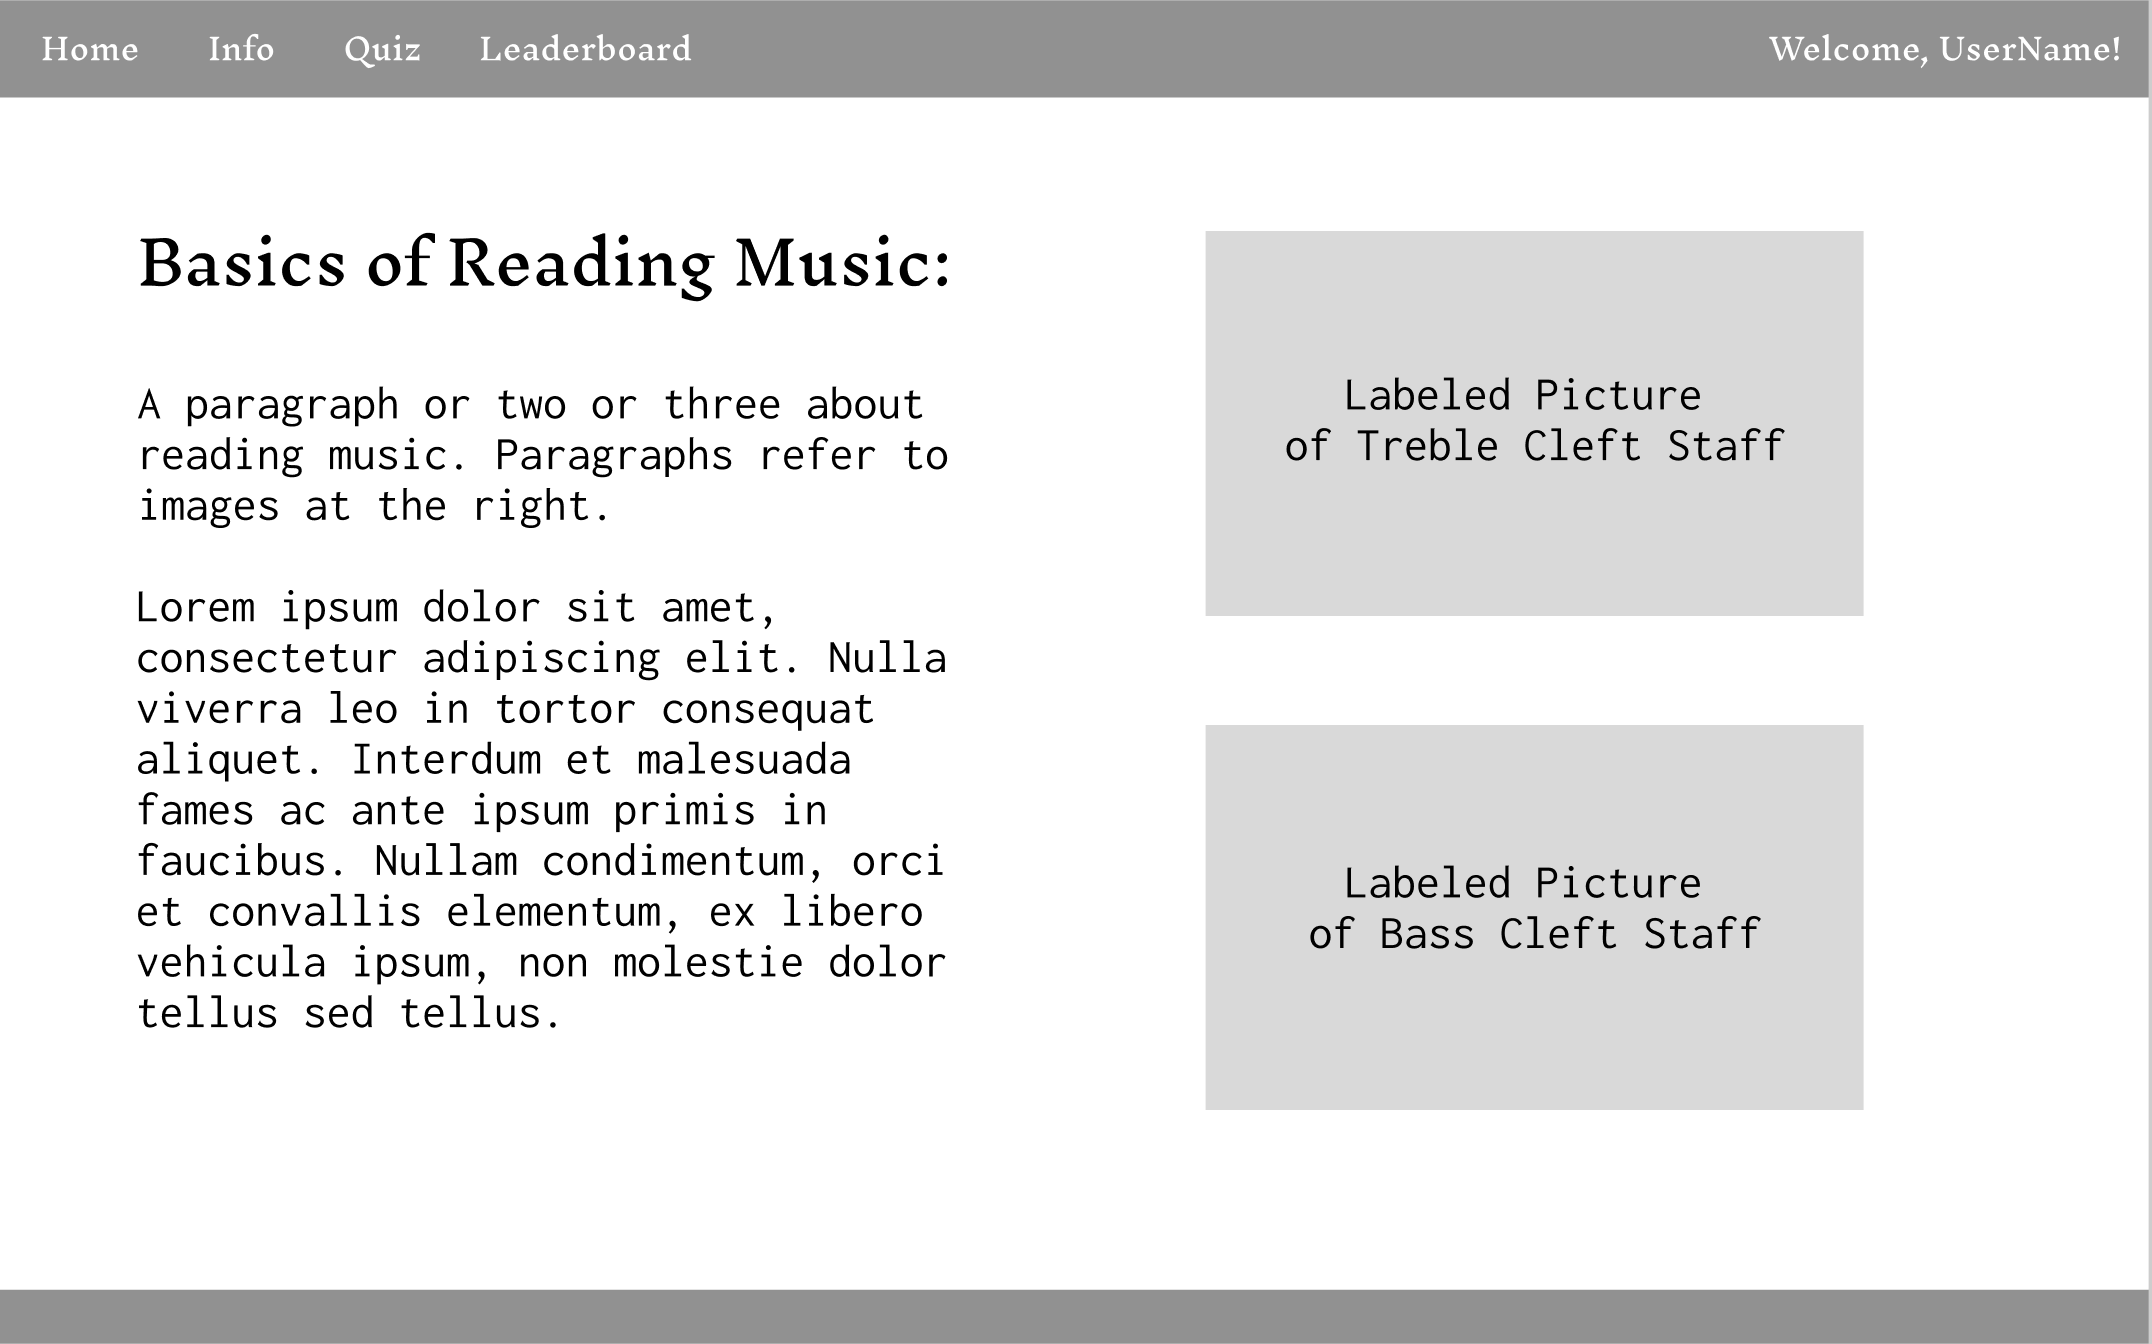 Home Info Quiz Leaderboard Welcome, UserName!
Basics of Reading Music:
A paragraph or two or three about
reading music. Paragraphs refer to
images at the right.
Lorem ipsum dolor sit amet,
consectetur adipiscing elit. Nulla
viverra leo in tortor consequat
aliquet. Interdum et malesuada
fames ac ante ipsum primis in
faucibus. Nullam condimentum, orci
et convallis elementum, ex libero
vehicula ipsum, non molestie dolor
tellus sed tellus.
Labeled Picture
of Treble Cleft Staff
Labeled Picture
of Bass Cleft Staff